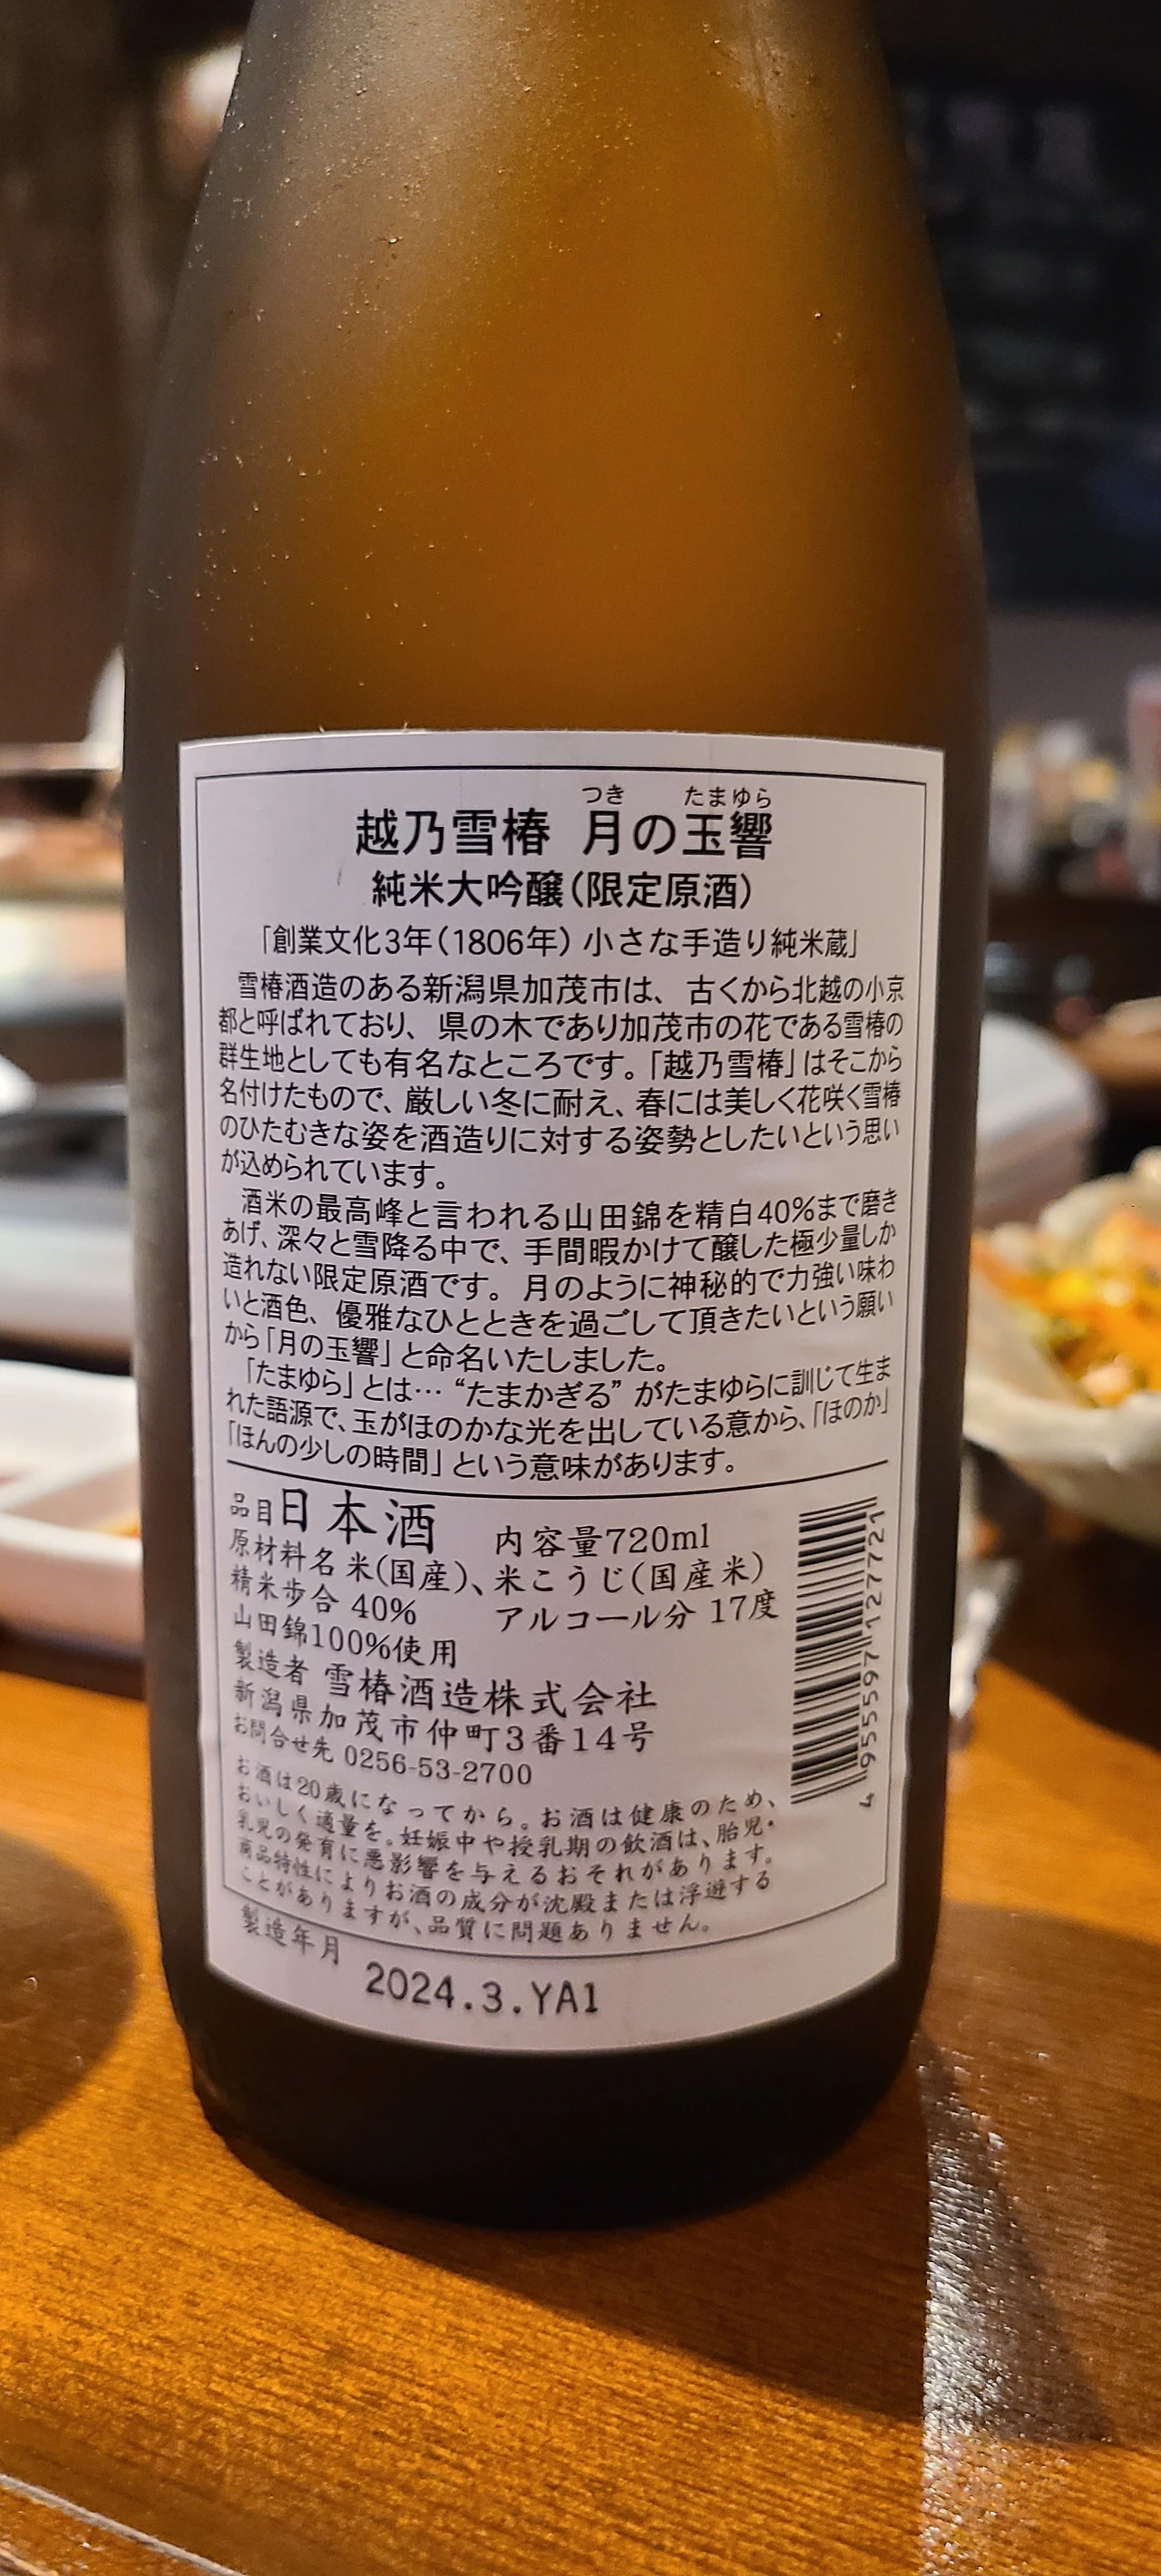 つき たまゆら
越乃雪椿 月の玉響
純米大吟醸(限定原酒)
「創業文化3年(1806年) 小さな手造り純米蔵」
雪椿酒造のある新潟県加茂市は、古くから北越の小京
都と呼ばれており、県の木であり加茂市の花である雪椿の
群生地としても有名なところです。「越乃雪椿」はそこから
名付けたもので、厳しい冬に耐え、春には美しく花咲く雪椿
のひたむきな姿を酒造りに対する姿勢としたいという思い
が込められています。
酒米の最高峰と言われる山田錦を精白40%まで磨き
あげ、深々と雪降る中で、手間暇かけて醸した極少量しか
造れない限定原酒です。月のように神秘的で力強い味わ
いと酒色、優雅なひとときを過ごして頂きたいという願い
から「月の玉響」と命名いたしました。
「たまゆら」とは… “たまかぎる” がたまゆらに訓じて生ま
れた語源で、玉がほのかな光を出している意から、「ほのか」
「ほんの少しの時間」という意味があります。
品目日本酒 内容量720ml
原材料名 米(国産)、米こうじ(国産米)
精米歩合 40% アルコール分 17度
山田錦100%使用
製造者 雪椿酒造株式会社
新潟県加茂市仲町3番14号
お問合せ先 0256-53-2700
お酒は20歳になってから。お酒は健康のため、
おいしく適量を。妊娠中や授乳期の飲酒は、胎児・
乳児の発育に悪影響を与えるおそれがあります。
商品特性によりお酒の成分が沈殿または浮遊する
ことがありますが、品質に問題ありません。
製造年月 2024.3.YA1
4 955597 127721